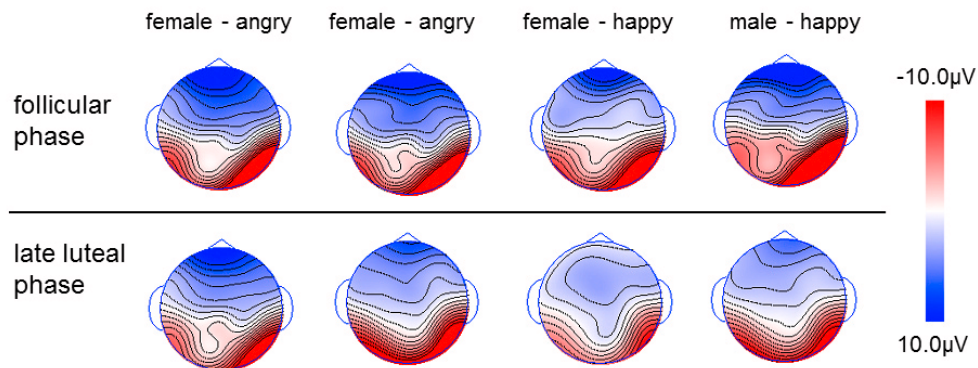 female - angry female - angry female - happy male - happy
-10.0µV
follicular
phase
late luteal
phase
10.0µV